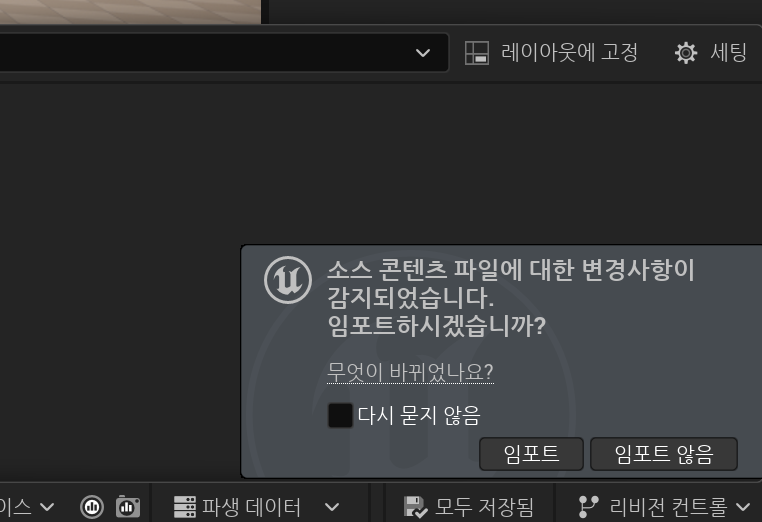 레이아웃에 고정 세팅
소스 콘텐츠 파일에 대한 변경사항이
감지되었습니다.
임포트하시겠습니까?
무엇이 바뀌었나요?
다시 묻지 않음
임포트 임포트 않음
이스 파생 데이터 모두 저장됨 리비전 컨트롤